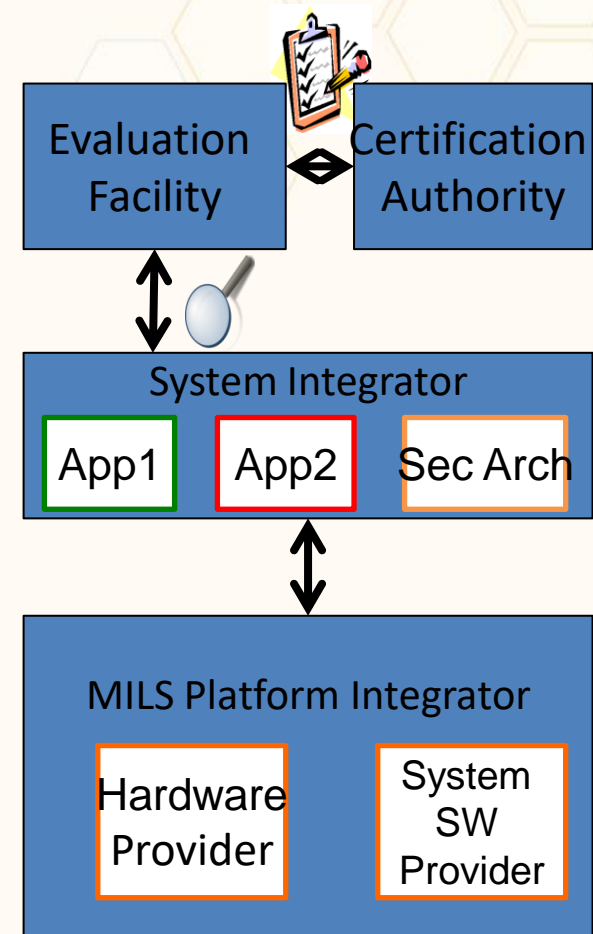 Evaluation
Facility
Certification
Authority
System Integrator
App1
App2
Sec Arch
MILS Platform Integrator
Hardware
Provider
System
SW
Provider